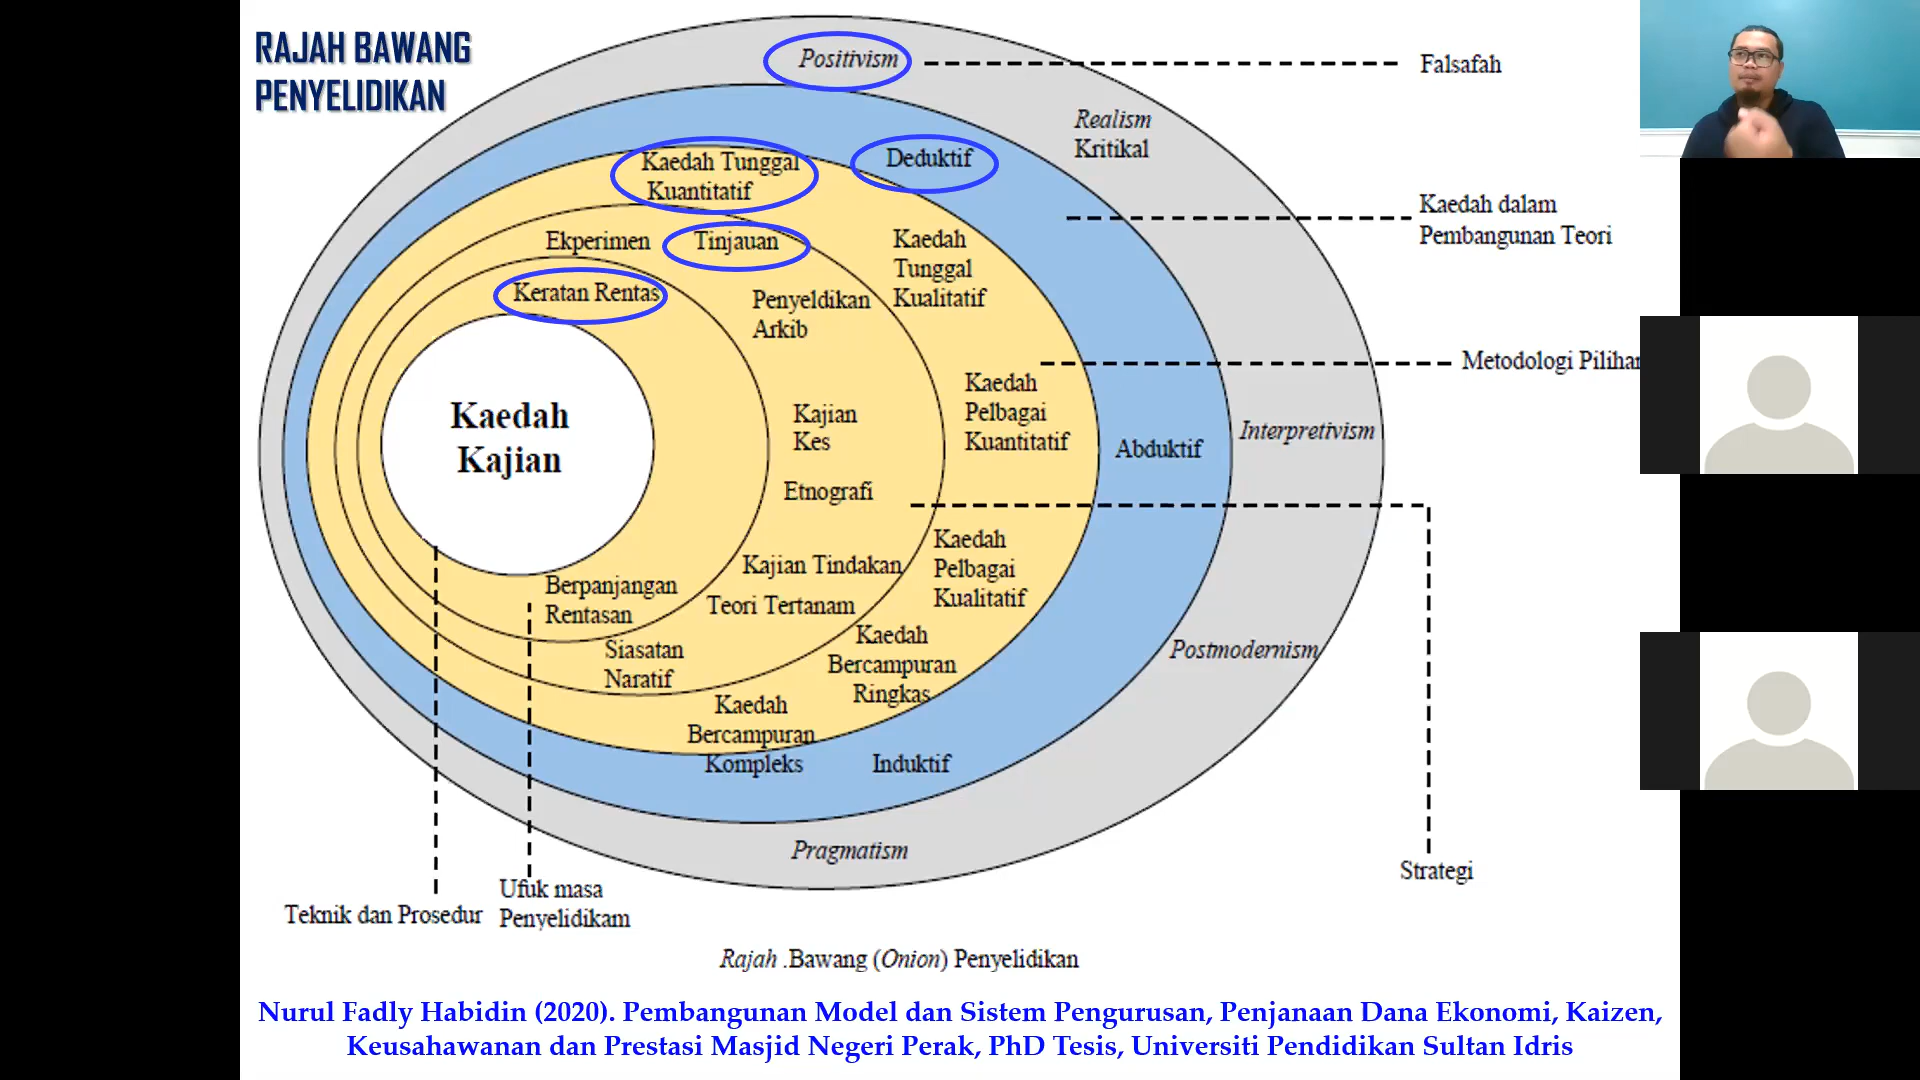 RAJAH BAWANG
PENYELIDIKAN
Positivism
Falsafah
Realism
Kritikal
Kaedah Tunggal
Kuantitatif
Deduktif
Kaedah dalam
Pembangunan Teori
Ekperimen
Tinjauan
Kaedah
Tunggal
Kualitatif
Keratan Rentas
Penyeldikan
Arkib
Metodologi Pilihan
Kaedah
Pelbagai
Kuantitatif
Kaedah
Kajian
Kajian
Kes
Abduktif
Interpretivism
Etnografi
Kaedah
Pelbagai
Kualitatif
Kajian Tindakan
Berpanjangan
Rentasan
Teori Tertanam
Kaedah
Bercampuran
Ringkas
Siasatan
Naratif
Postmodernism
Kaedah
Bercampuran
Kompleks
Induktif
Pragmatism
Strategi
Teknik dan Prosedur
Ufuk masa
Penyelidikam
Rajah .Bawang (Onion) Penyelidikan
Nurul Fadly Habidin (2020). Pembangunan Model dan Sistem Pengurusan, Penjanaan Dana Ekonomi, Kaizen,
Keusahawanan dan Prestasi Masjid Negeri Perak, PhD Tesis, Universiti Pendidikan Sultan Idris